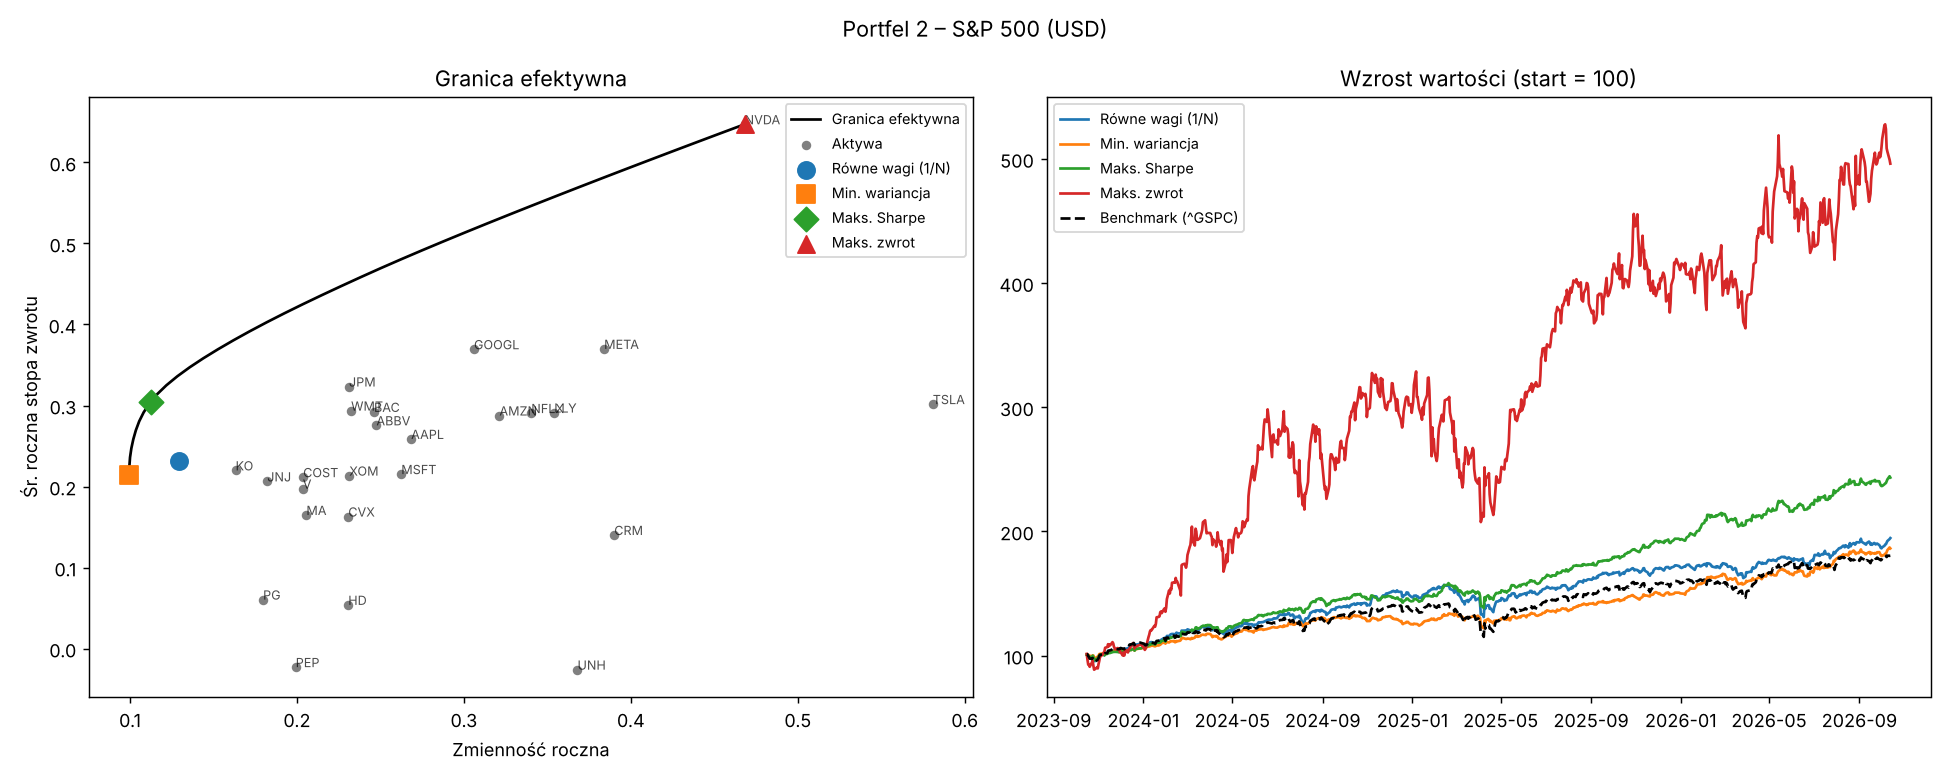 Portfel 2 – S&P 500 (USD)
Granica efektywna
Śr. roczna stopa zwrotu
0.6
0.5
0.4
0.3
0.2
0.1
0.0
0.1
0.2
0.3
0.4
0.5
0.6
Zmienność roczna
Granica efektywna
Aktywa
Równe wagi (1/N)
Min. wariancja
Maks. Sharpe
Maks. zwrot
NVDA
GOOGL
META
JPM
WMT
BAC
ABBV
AAPL
AMZN
NFLX
LLY
TSLA
KO
JNJ
COST
V
XOM
MSFT
MA
CVX
CRM
PG
HD
PEP
UNH
Wzrost wartości (start = 100)
Równe wagi (1/N)
Min. wariancja
Maks. Sharpe
Maks. zwrot
Benchmark (^GSPC)
500
400
300
200
100
2023-09
2024-01
2024-05
2024-09
2025-01
2025-05
2025-09
2026-01
2026-05
2026-09